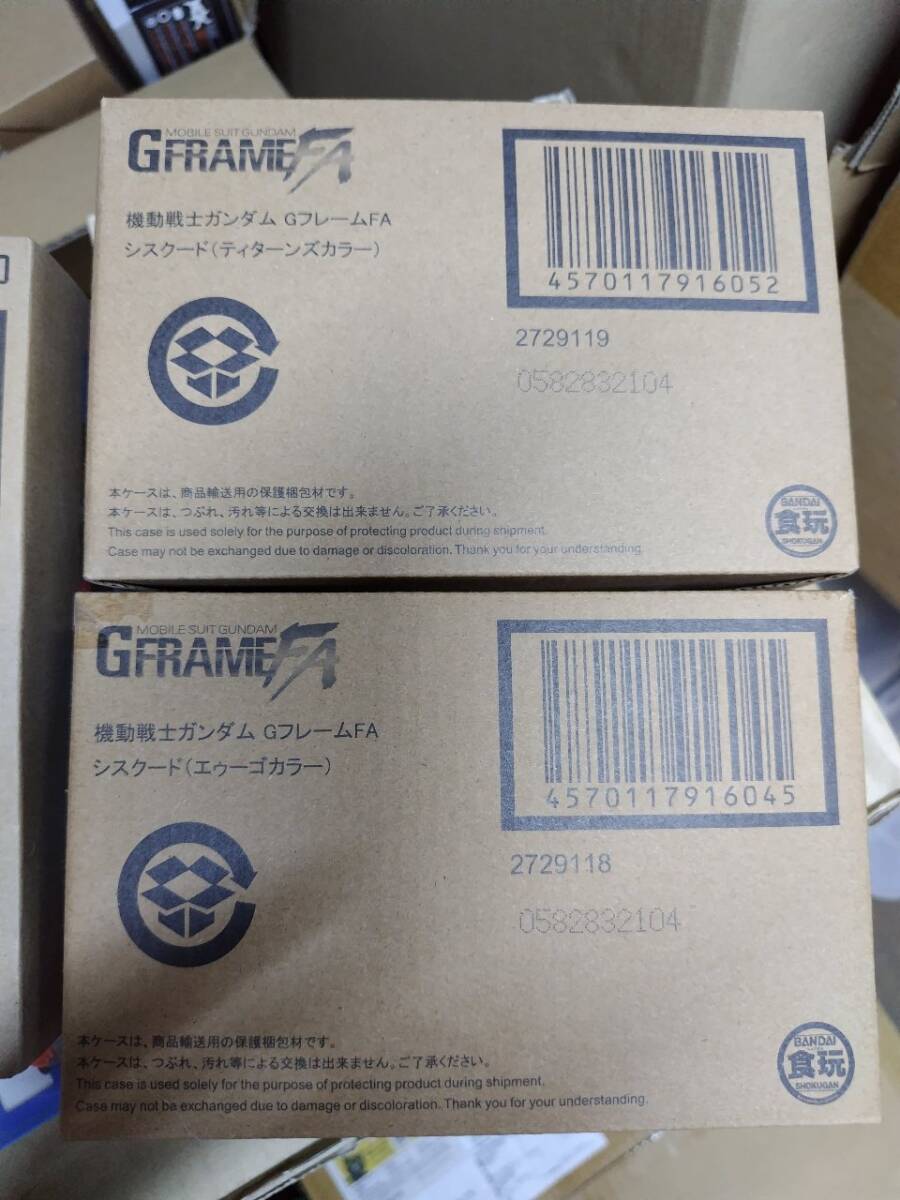 MOBILE SUIT GUNDAM
GFRAMEFA
機動戦士ガンダム GフレームFA
シスクード(ティターンズカラー)
4570117916052
2729119
0582832104
本ケースは、商品輸送用の保護梱包材です。
本ケースは、つぶれ、汚れ等による交換は出来ません。ご了承ください。
This case is used solely for the purpose of protecting product during shipment.
Case may not be exchanged due to damage or discoloration. Thank you for your understanding.
BANDAI
食玩
SHOKUGAN
MOBILE SUIT GUNDAM
GFRAMEFA
機動戦士ガンダム GフレームFA
シスクード(エゥーゴカラー)
4570117916045
2729118
0582832104
本ケースは、商品輸送用の保護梱包材です。
本ケースは、つぶれ、汚れ等による交換は出来ません。ご了承ください。
This case is used solely for the purpose of protecting product during shipment.
Case may not be exchanged due to damage or discoloration. Thank you for your understanding.
BANDAI
食玩
SHOKUGAN